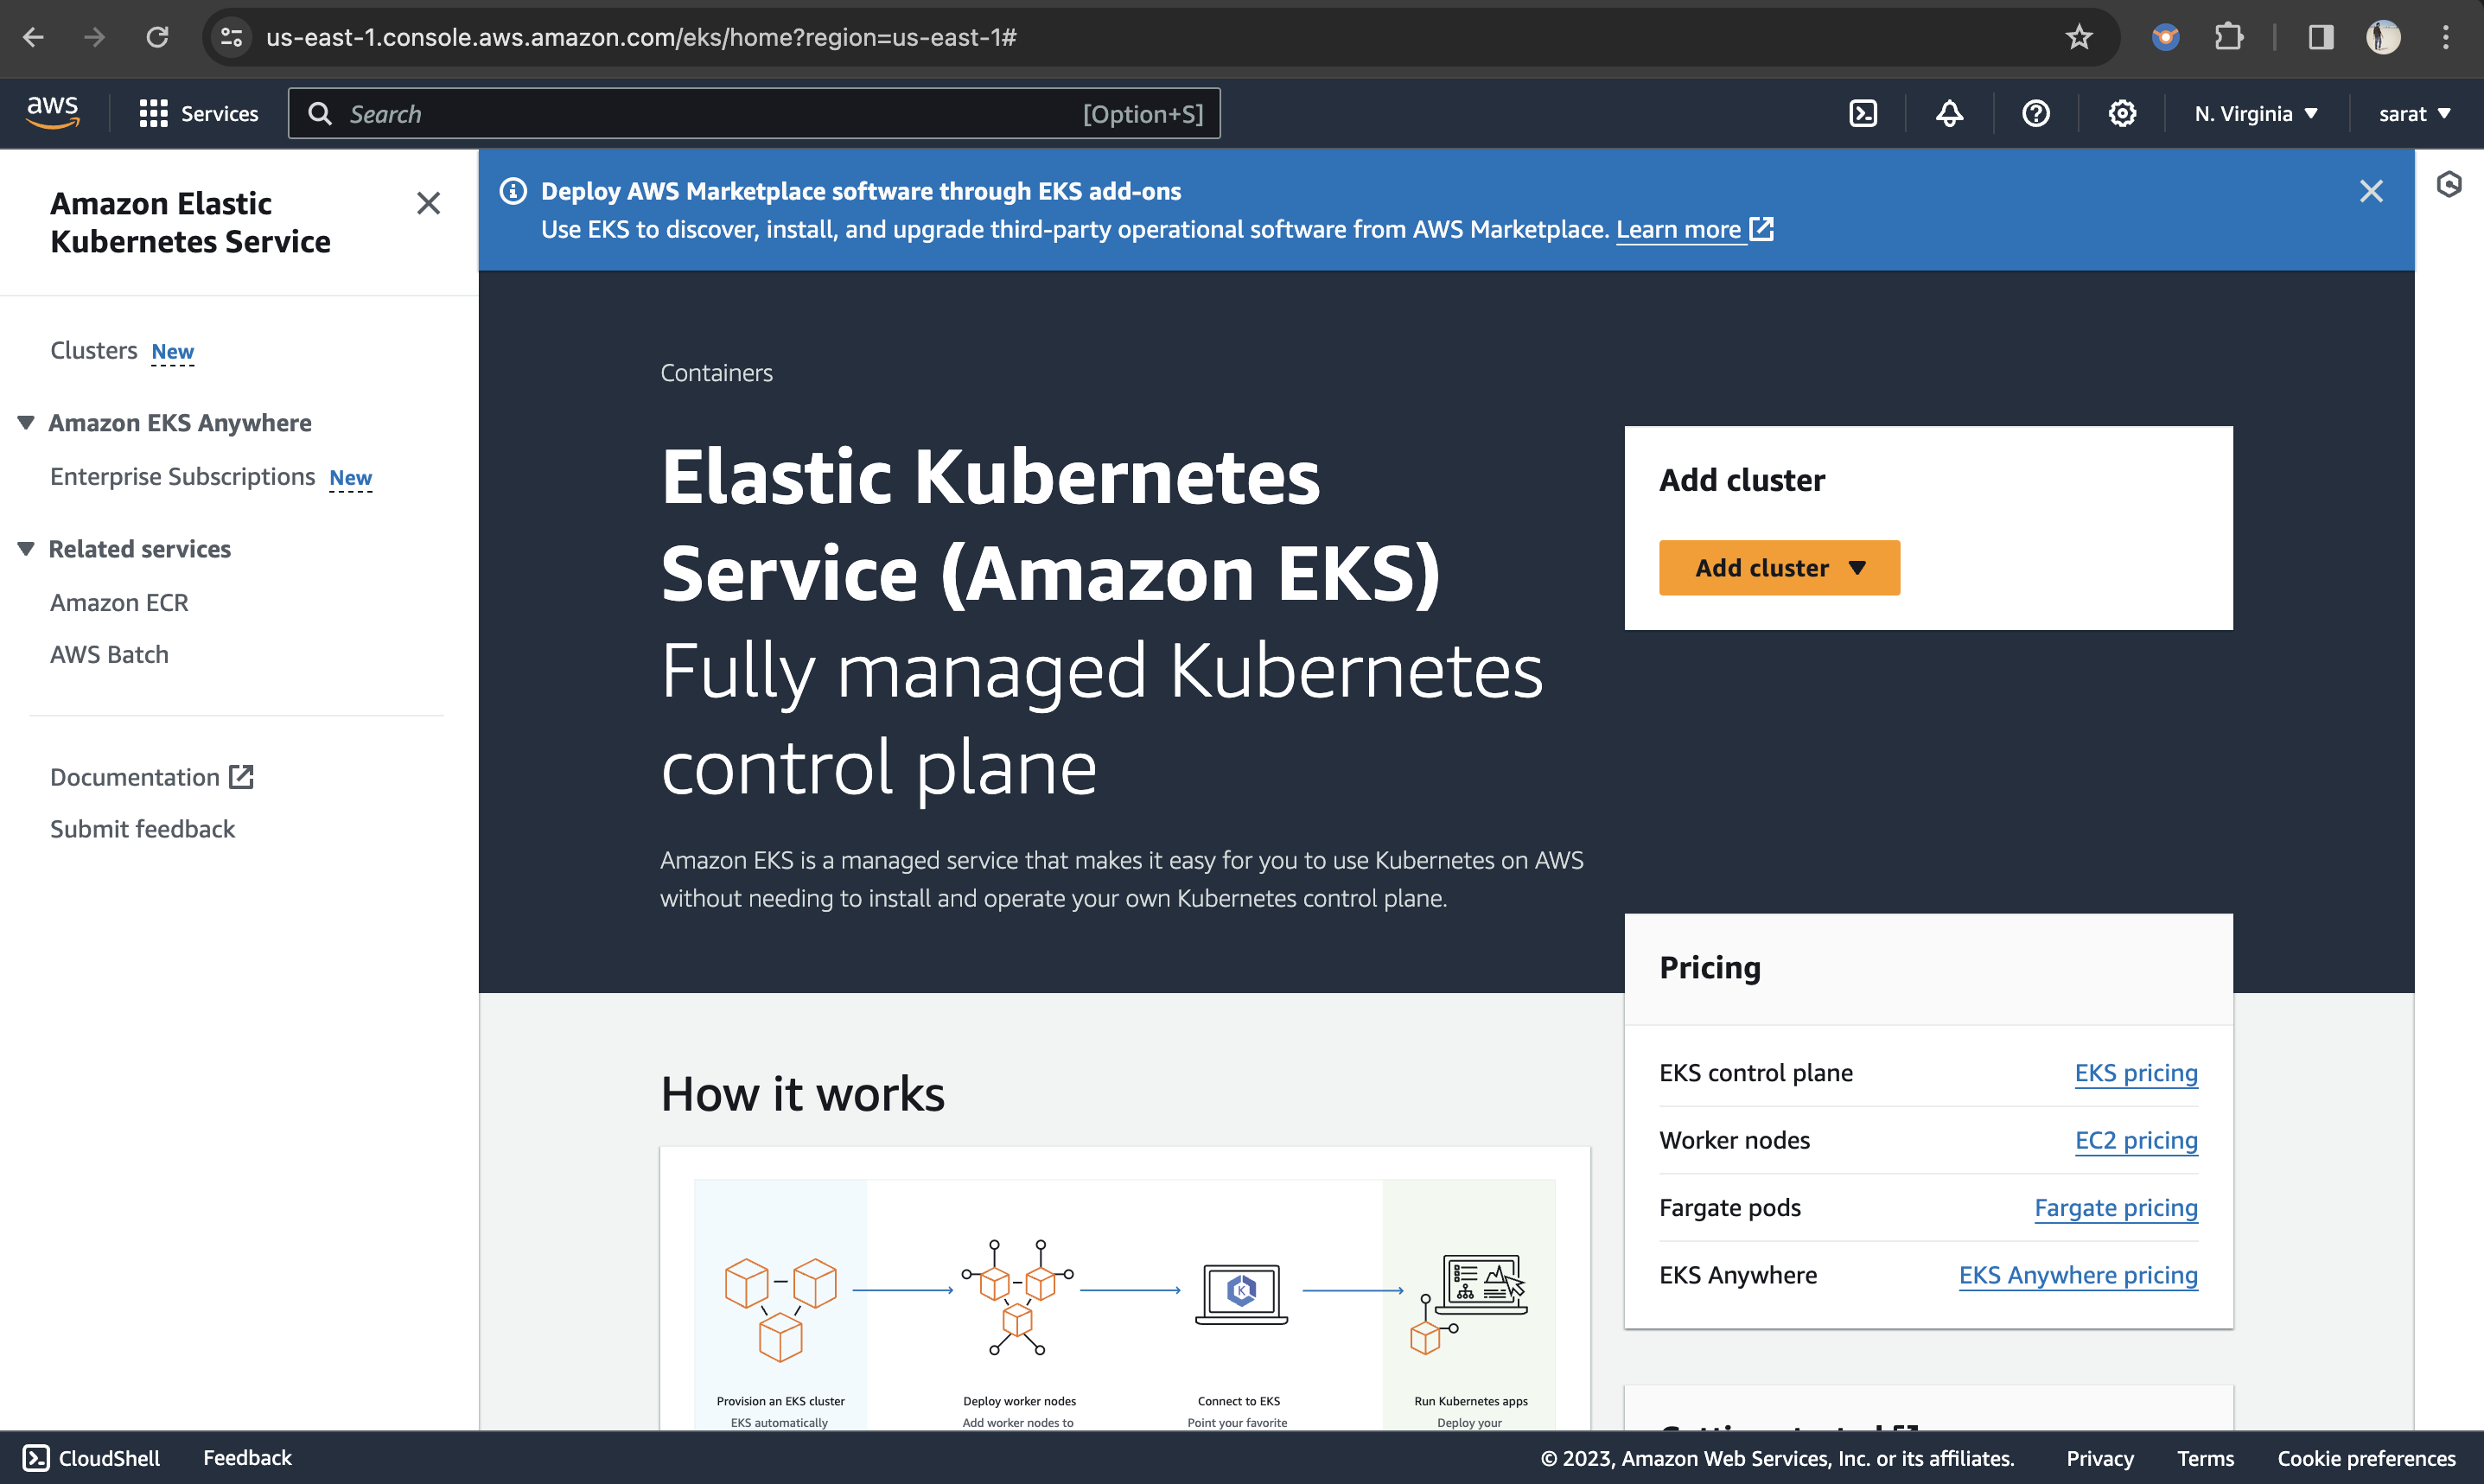 us-east-1.console.aws.amazon.com/eks/home?region=us-east-1#
aws
Services
Search
[Option+S]
N. Virginia
sarat
Amazon Elastic
Kubernetes Service
Clusters New
Amazon EKS Anywhere
Enterprise Subscriptions New
Related services
Amazon ECR
AWS Batch
Documentation
Submit feedback
Deploy AWS Marketplace software through EKS add-ons
Use EKS to discover, install, and upgrade third-party operational software from AWS Marketplace. Learn more
Containers
Elastic Kubernetes
Service (Amazon EKS)
Fully managed Kubernetes
control plane
Amazon EKS is a managed service that makes it easy for you to use Kubernetes on AWS
without needing to install and operate your own Kubernetes control plane.
Add cluster
Add cluster
Pricing
EKS control plane EKS pricing
Worker nodes EC2 pricing
Fargate pods Fargate pricing
EKS Anywhere EKS Anywhere pricing
How it works
K
Provision an EKS cluster
EKS automatically
Deploy worker nodes
Add worker nodes to
Connect to EKS
Point your favorite
Run Kubernetes apps
Deploy your
CloudShell
Feedback
© 2023, Amazon Web Services, Inc. or its affiliates.
Privacy
Terms
Cookie preferences